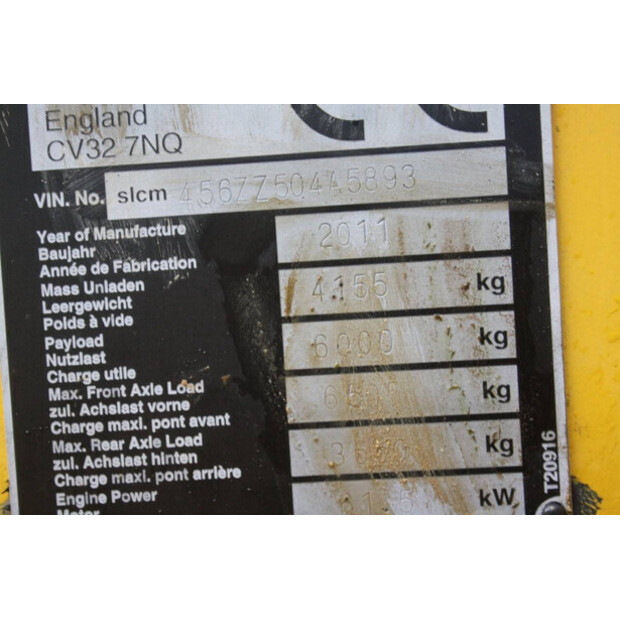 England
CV32 7NQ
VIN. No. slcm 456ZZ504A5893
Year of Manufacture 2011
Baujahr
Année de Fabrication
Mass Unladen 4155 kg
Leergewicht
Poids à vide
Payload 6000 kg
Nutzlast
Charge utile
Max. Front Axle Load kg
zul. Achslast vorne
Charge maxi. pont avant
Max. Rear Axle Load kg
zul. Achslast hinten
Charge maxi. pont arrière
Engine Power kW
T20916